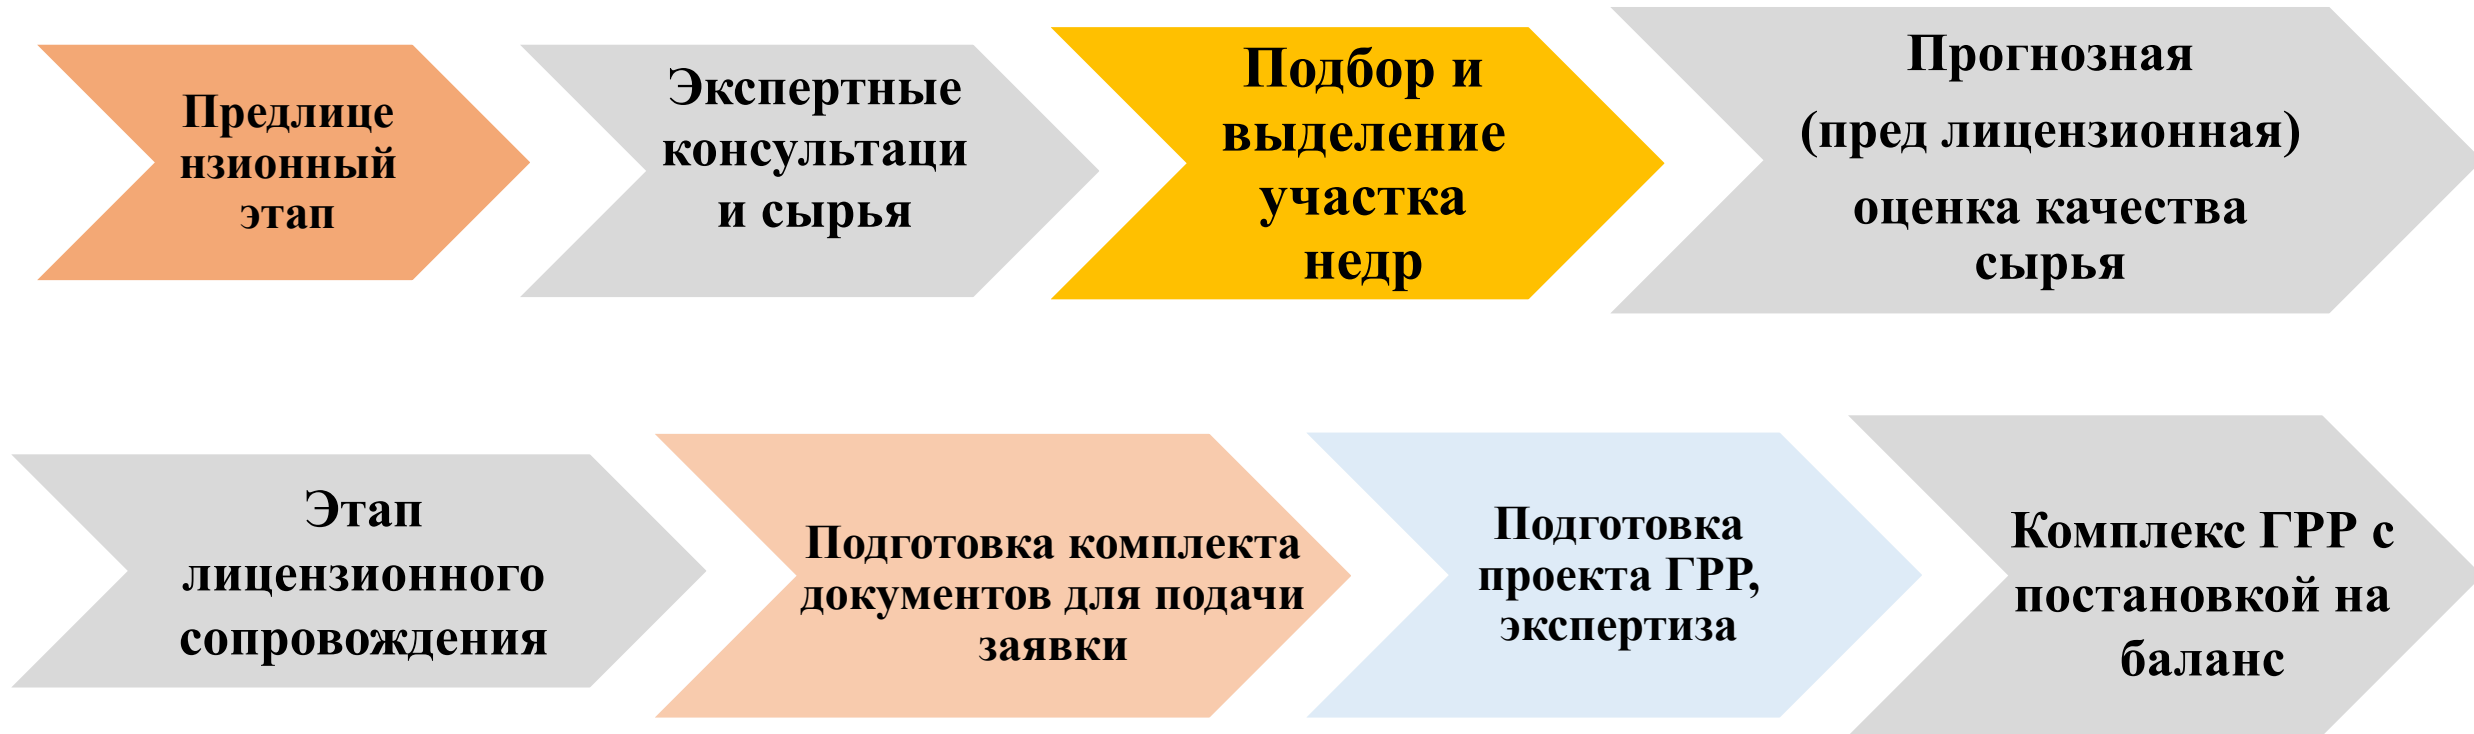 Предлице
нзионный
этап
Экспертные
консультаци
и сырья
Подбор и
выделение
участка
недр
Прогнозная
(пред лицензионная)
оценка качества
сырья
Этап
лицензионного
сопровождения
Подготовка комплекта
документов для подачи
заявки
Подготовка
проекта ГРР,
экспертиза
Комплекс ГРР с
постановкой на
баланс